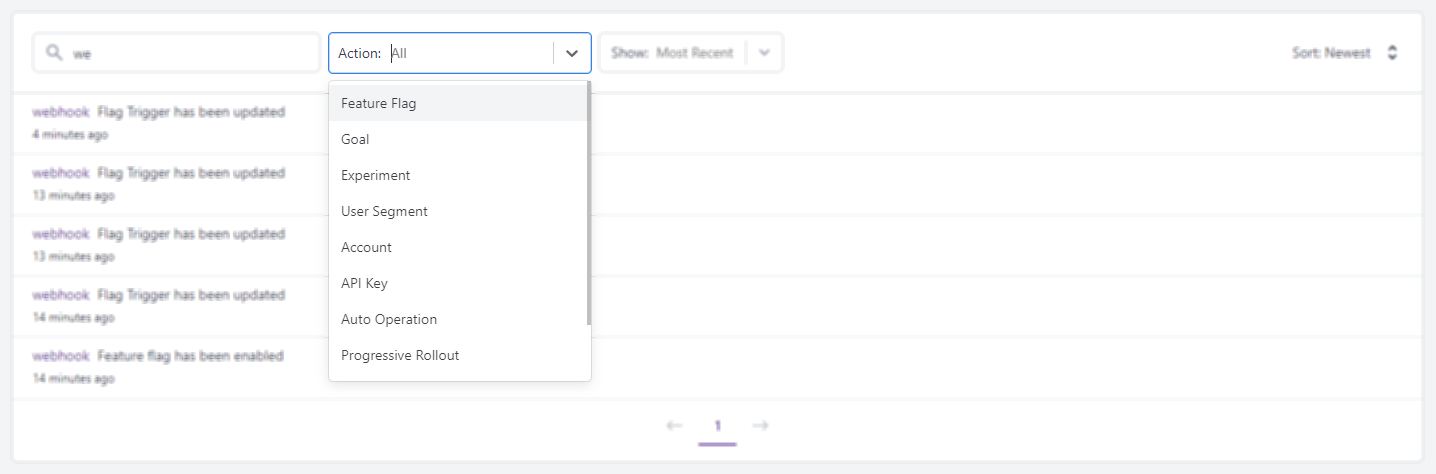 we
Action: All
Show: Most Recent
Sort: Newest
Feature Flag
Goal
Experiment
User Segment
Account
API Key
Auto Operation
Progressive Rollout
webhook Flag Trigger has been updated
4 minutes ago
webhook Flag Trigger has been updated
13 minutes ago
webhook Flag Trigger has been updated
13 minutes ago
webhook Flag Trigger has been updated
14 minutes ago
webhook Feature flag has been enabled
14 minutes ago
1